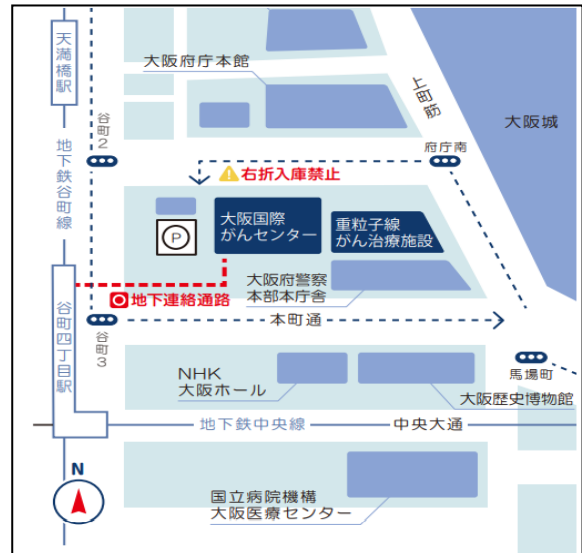 天満橋駅
地下鉄谷町線
谷町四丁目駅
谷町2
谷町3
大阪府庁本館
上町筋
大阪城
府庁南
⚠右折入庫禁止
P
大阪国際
がんセンター
重粒子線
がん治療施設
大阪府警察
本部本庁舎
地下連絡通路
本町通
馬場町
NHK
大阪ホール
大阪歴史博物館
地下鉄中央線
中央大通
N
国立病院機構
大阪医療センター